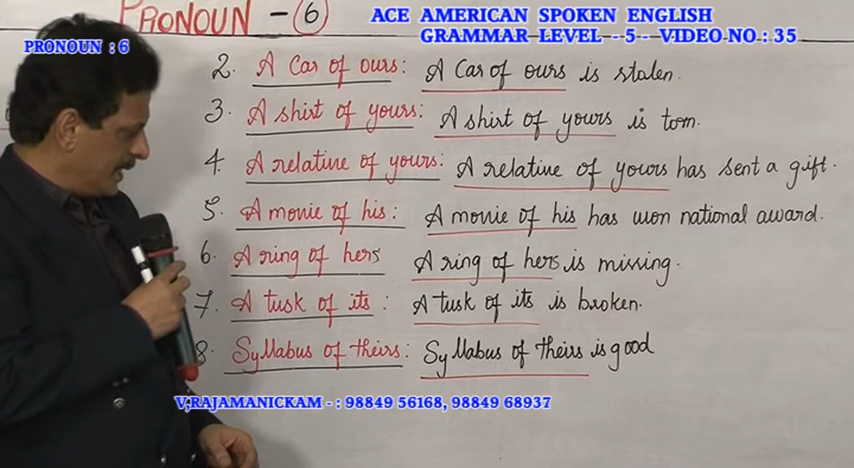 PRONOUN - 6
ACE AMERICAN SPOKEN ENGLISH
GRAMMAR LEVEL - 5 - VIDEO NO : 35
PRONOUN : 6
2. A Car of ours : A Car of ours is stolen.
3. A shirt of yours : A shirt of yours is torn.
4. A relative of yours : A relative of yours has sent a gift.
5. A movie of his : A movie of his has won national award.
6. A ring of hers A ring of hers is missing.
7. A tusk of its : A tusk of its is broken.
8. Syllabus of theirs : Syllabus of theirs is good
V,RAJAMANICKAM - : 98849 56168, 98849 68937